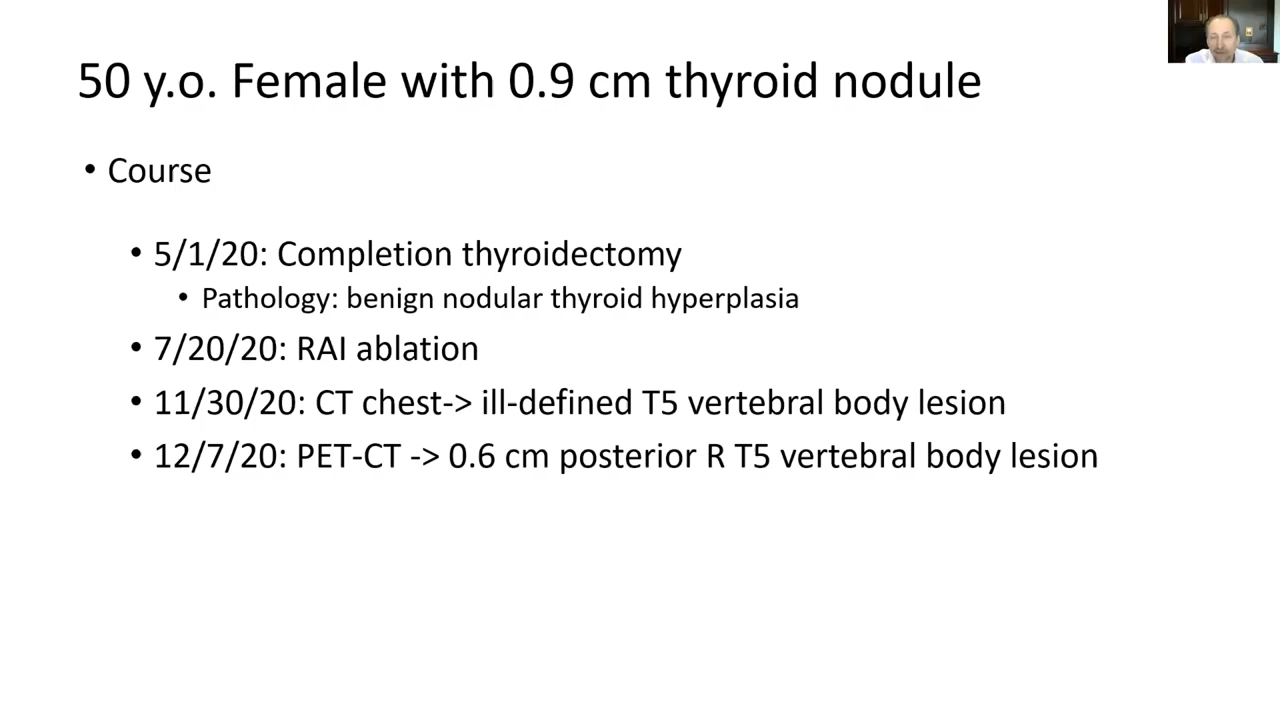 50 y.o. Female with 0.9 cm thyroid nodule
• Course
• 5/1/20: Completion thyroidectomy
• Pathology: benign nodular thyroid hyperplasia
• 7/20/20: RAI ablation
• 11/30/20: CT chest-> ill-defined T5 vertebral body lesion
• 12/7/20: PET-CT -> 0.6 cm posterior R T5 vertebral body lesion